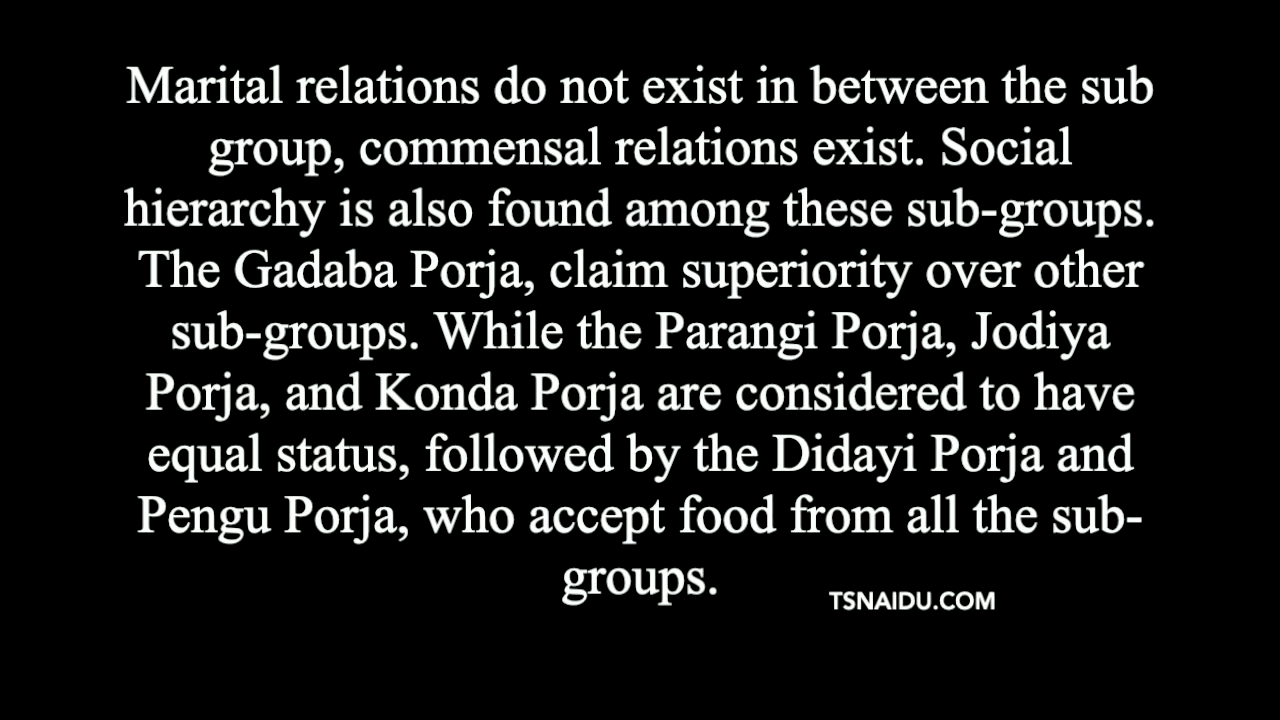 Marital relations do not exist in between the sub
group, commensal relations exist. Social
hierarchy is also found among these sub-groups.
The Gadaba Porja, claim superiority over other
sub-groups. While the Parangi Porja, Jodiya
Porja, and Konda Porja are considered to have
equal status, followed by the Didayi Porja and
Pengu Porja, who accept food from all the sub-
groups.
TSNAIDU.COM